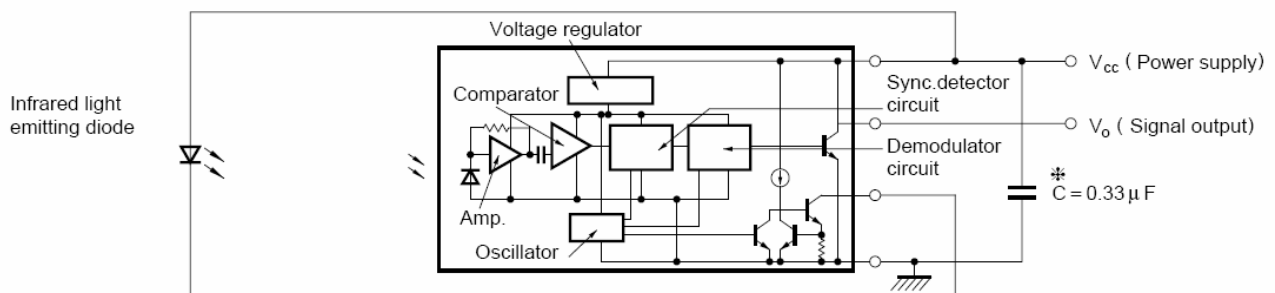 Voltage regulator
Vcc ( Power supply)
Comparator
Sync.detector
circuit
Infrared light
emitting diode
Vo (Signal output)
Demodulator
circuit
※
C = 0.33 μ F
Amp.
Oscillator